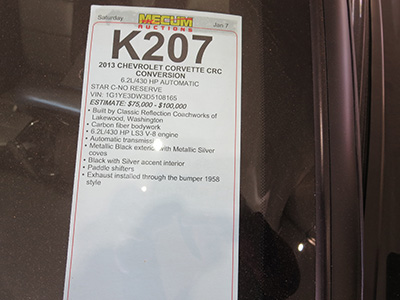 Saturday MECUM AUCTIONS Jan 7
K207
2013 CHEVROLET CORVETTE CRC
CONVERSION
6.2L/430 HP AUTOMATIC
STAR C-NO RESERVE
VIN: 1G1YE3DW3D5108165
ESTIMATE: $75,000 - $100,000
• Built by Classic Reflection Coachworks of
Lakewood, Washington
• Carbon fiber bodywork
• 6.2L/430 HP LS3 V-8 engine
• Automatic transmission
• Metallic Black exterior with Metallic Silver
coves
• Black with Silver accent interior
• Paddle shifters
• Exhaust installed through the bumper 1958
style